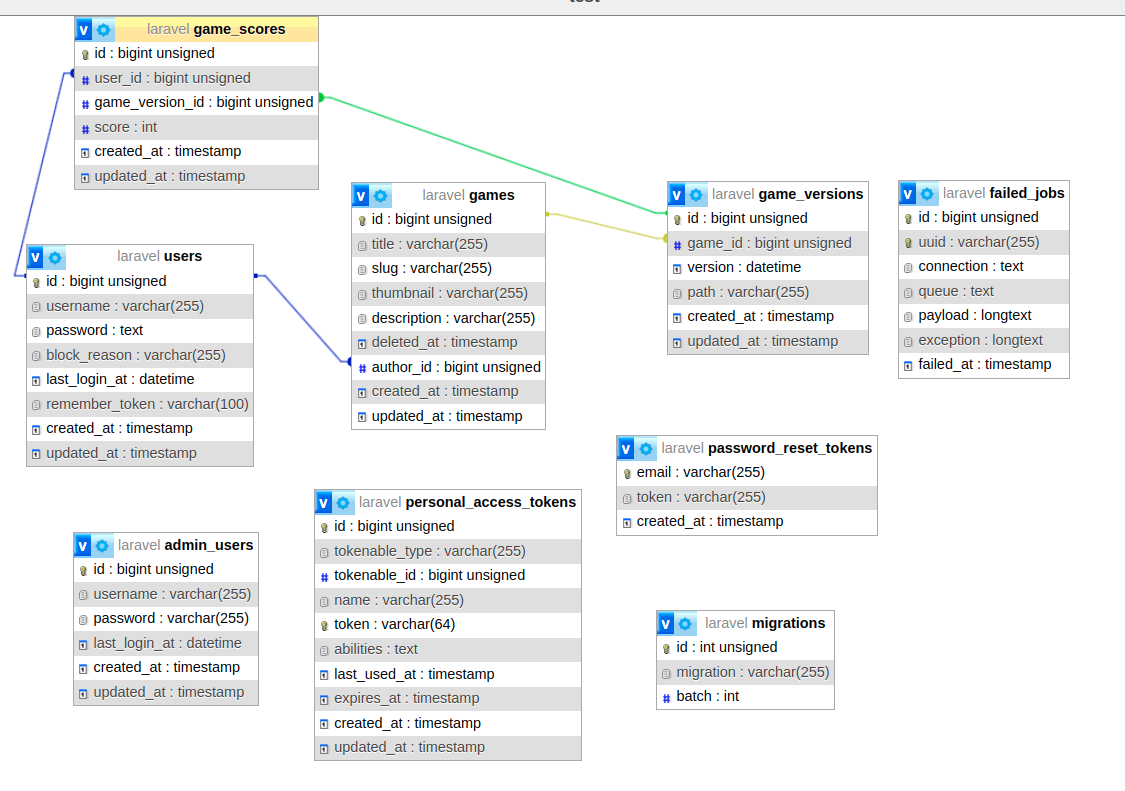 test
laravel game_scores
id : bigint unsigned
user_id : bigint unsigned
game_version_id : bigint unsigned
score : int
created_at : timestamp
updated_at : timestamp
laravel users
id : bigint unsigned
username : varchar(255)
password : text
block_reason : varchar(255)
last_login_at : datetime
remember_token : varchar(100)
created_at : timestamp
updated_at : timestamp
laravel games
id : bigint unsigned
title : varchar(255)
slug : varchar(255)
thumbnail : varchar(255)
description : varchar(255)
deleted_at : timestamp
author_id : bigint unsigned
created_at : timestamp
updated_at : timestamp
laravel game_versions
id : bigint unsigned
game_id : bigint unsigned
version : datetime
path : varchar(255)
created_at : timestamp
updated_at : timestamp
laravel failed_jobs
id : bigint unsigned
uuid : varchar(255)
connection : text
queue : text
payload : longtext
exception : longtext
failed_at : timestamp
laravel password_reset_tokens
email : varchar(255)
token : varchar(255)
created_at : timestamp
laravel admin_users
id : bigint unsigned
username : varchar(255)
password : varchar(255)
last_login_at : datetime
created_at : timestamp
updated_at : timestamp
laravel personal_access_tokens
id : bigint unsigned
tokenable_type : varchar(255)
tokenable_id : bigint unsigned
name : varchar(255)
token : varchar(64)
abilities : text
last_used_at : timestamp
expires_at : timestamp
created_at : timestamp
updated_at : timestamp
laravel migrations
id : int unsigned
migration : varchar(255)
batch : int